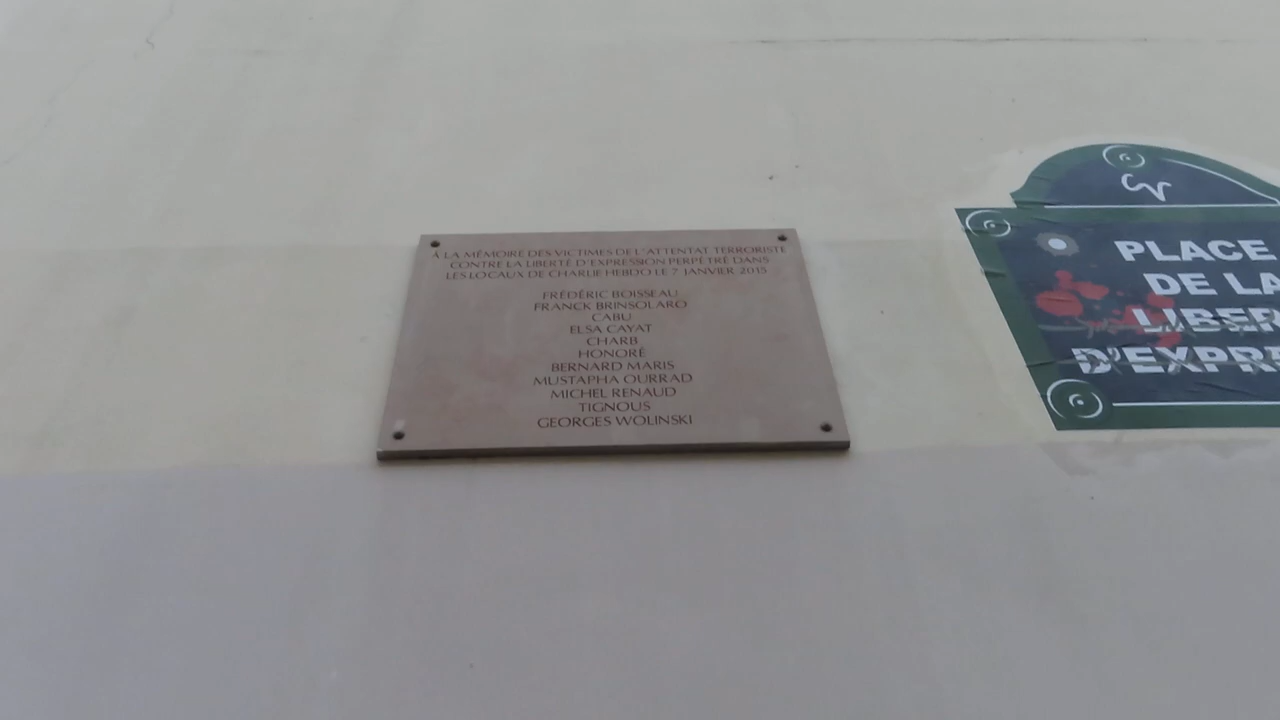 À LA MÉMOIRE DES VICTIMES DE L'ATTENTAT TERRORISTE
CONTRE LA LIBERTÉ D'EXPRESSION PERPÉTRÉ DANS
LES LOCAUX DE CHARLIE HEBDO LE 7 JANVIER 2015
FRÉDÉRIC BOISSEAU
FRANCK BRINSOLARO
CABU
ELSA CAYAT
CHARB
HONORÉ
BERNARD MARIS
MUSTAPHA OURRAD
MICHEL RENAUD
TIGNOUS
GEORGES WOLINSKI
PLACE
DE LA
LIBER
D'EXPRE